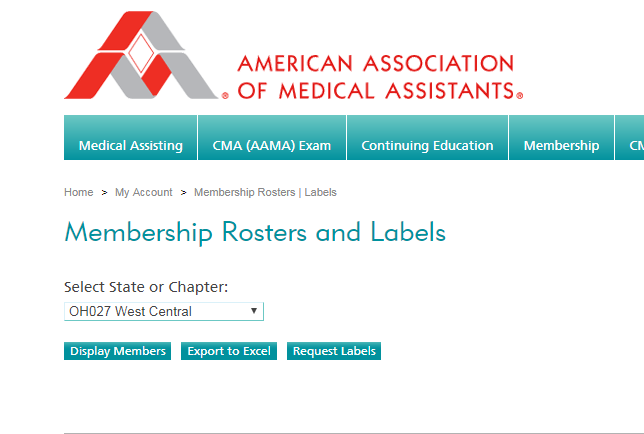 AMERICAN ASSOCIATION
® OF MEDICAL ASSISTANTS®
Medical Assisting CMA (AAMA) Exam Continuing Education Membership CM
Home > My Account > Membership Rosters | Labels
Membership Rosters and Labels
Select State or Chapter:
OH027 West Central
Display Members Export to Excel Request Labels